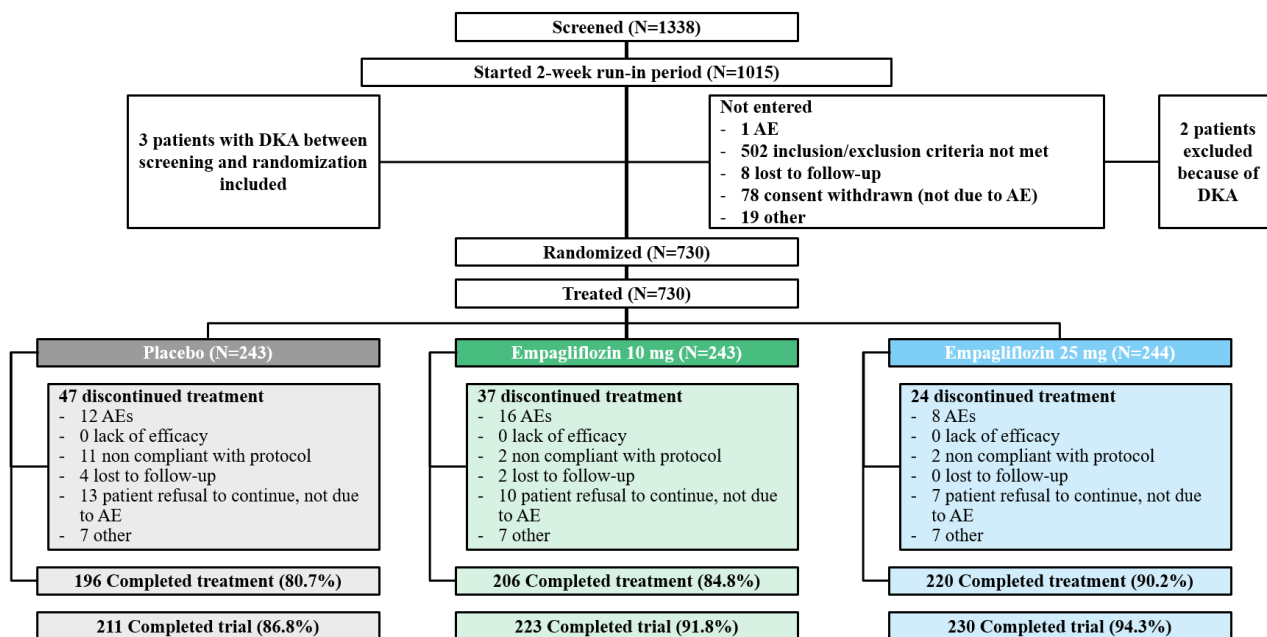 Screened (N=1338)
Started 2-week run-in period (N=1015)
3 patients with DKA between
screening and randomization
included
Not entered
- 1 AE
- 502 inclusion/exclusion criteria not met
- 8 lost to follow-up
- 78 consent withdrawn (not due to AE)
- 19 other
2 patients
excluded
because of
DKA
Randomized (N=730)
Treated (N=730)
Placebo (N=243)
47 discontinued treatment
- 12 AEs
- 0 lack of efficacy
- 11 non compliant with protocol
- 4 lost to follow-up
- 13 patient refusal to continue, not due
to AE
- 7 other
196 Completed treatment (80.7%)
211 Completed trial (86.8%)
Empagliflozin 10 mg (N=243)
37 discontinued treatment
- 16 AEs
- 0 lack of efficacy
- 2 non compliant with protocol
- 2 lost to follow-up
- 10 patient refusal to continue, not due
to AE
- 7 other
206 Completed treatment (84.8%)
223 Completed trial (91.8%)
Empagliflozin 25 mg (N=244)
24 discontinued treatment
- 8 AEs
- 0 lack of efficacy
- 2 non compliant with protocol
- 0 lost to follow-up
- 7 patient refusal to continue, not due
to AE
- 7 other
220 Completed treatment (90.2%)
230 Completed trial (94.3%)